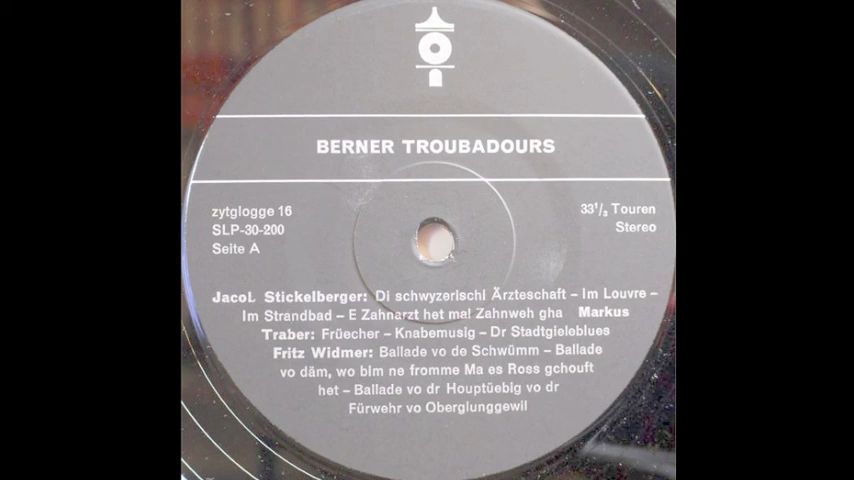 BERNER TROUBADOURS
zytglogge 16
SLP-30-200
Seite A
33⅓ Touren
Stereo
Jacob Stickelberger: Di schwyzerischi Ärzteschaft – Im Louvre –
Im Strandbad – E Zahnarzt het mal Zahnweh gha Markus
Traber: Früecher – Knabemusig – Dr Stadtgieleblues
Fritz Widmer: Ballade vo de Schwümm – Ballade
vo däm, wo bim ne fromme Ma es Ross gchouft
het – Ballade vo dr Houptüebig vo dr
Fürwehr vo Oberglunggewil